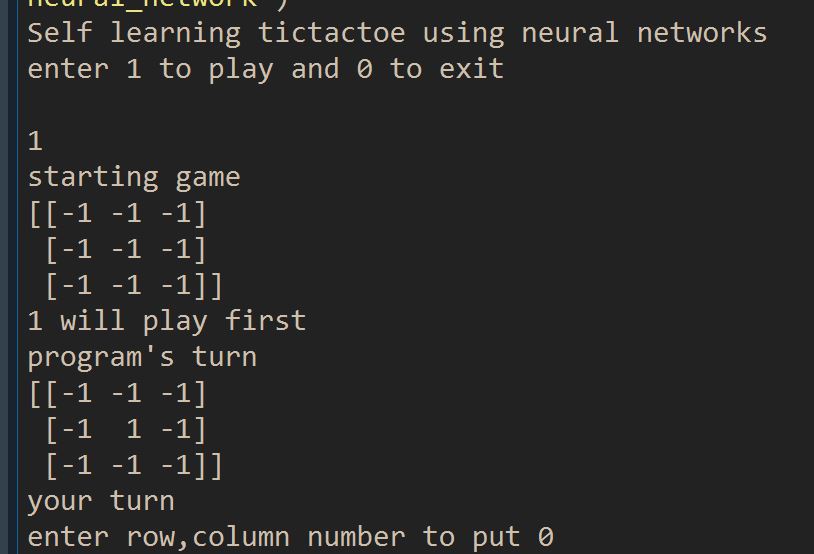 neural_network')
Self learning tictactoe using neural networks
enter 1 to play and 0 to exit
1
starting game
[[-1 -1 -1]
[-1 -1 -1]
[-1 -1 -1]]
1 will play first
program's turn
[[-1 -1 -1]
[-1  1 -1]
[-1 -1 -1]]
your turn
enter row,column number to put 0